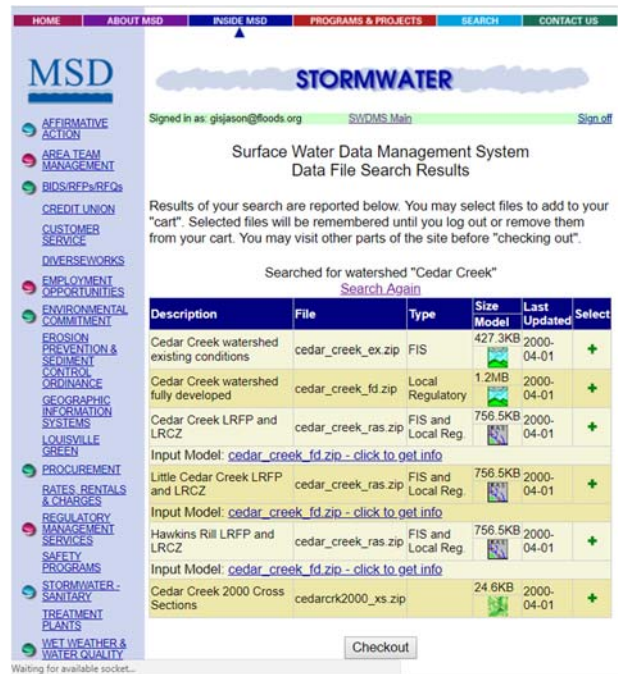 HOME ABOUT MSD INSIDE MSD PROGRAMS & PROJECTS SEARCH CONTACT US
MSD
AFFIRMATIVE
ACTION
AREA TEAM
MANAGEMENT
BIDS/RFPs/RFQs
CREDIT UNION
CUSTOMER
SERVICE
DIVERSEWORKS
EMPLOYMENT
OPPORTUNITIES
ENVIRONMENTAL
COMMITMENT
EROSION
PREVENTION &
SEDIMENT
CONTROL
ORDINANCE
GEOGRAPHIC
INFORMATION
SYSTEMS
LOUISVILLE
GREEN
PROCUREMENT
RATES, RENTALS
& CHARGES
REGULATORY
MANAGEMENT
SERVICES
SAFETY
PROGRAMS
STORMWATER -
SANITARY
TREATMENT
PLANTS
WET WEATHER &
WATER QUALITY
STORMWATER
Signed in as: gisjason@floods.org SWDMS Main Sign off
Surface Water Data Management System
Data File Search Results
Results of your search are reported below. You may select files to add to your
"cart". Selected files will be remembered until you log out or remove them
from your cart. You may visit other parts of the site before "checking out".
Searched for watershed "Cedar Creek"
Search Again
Description File Type Size Model Last Updated Select
Cedar Creek watershed existing conditions cedar_creek_ex.zip FIS 427.3KB 2000-04-01 +
Cedar Creek watershed fully developed cedar_creek_fd.zip Local Regulatory 1.2MB 2000-04-01 +
Cedar Creek LRFP and LRCZ cedar_creek_ras.zip FIS and Local Reg. 756.5KB 2000-04-01 +
Input Model: cedar_creek_fd.zip - click to get info
Little Cedar Creek LRFP and LRCZ cedar_creek_ras.zip FIS and Local Reg. 756.5KB 2000-04-01 +
Input Model: cedar_creek_fd.zip - click to get info
Hawkins Rill LRFP and LRCZ cedar_creek_ras.zip FIS and Local Reg. 756.5KB 2000-04-01 +
Input Model: cedar_creek_fd.zip - click to get info
Cedar Creek 2000 Cross Sections cedarcrk2000_xs.zip 24.6KB 2000-04-01 +
Checkout
Waiting for available socket...